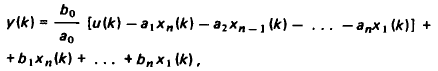 y(k) = b₀/a₀ [u(k) – a₁xₙ(k) – a₂xₙ₋₁(k) – . . . – aₙx₁(k)] +
+ b₁xₙ(k) + . . . + bₙx₁(k) ,